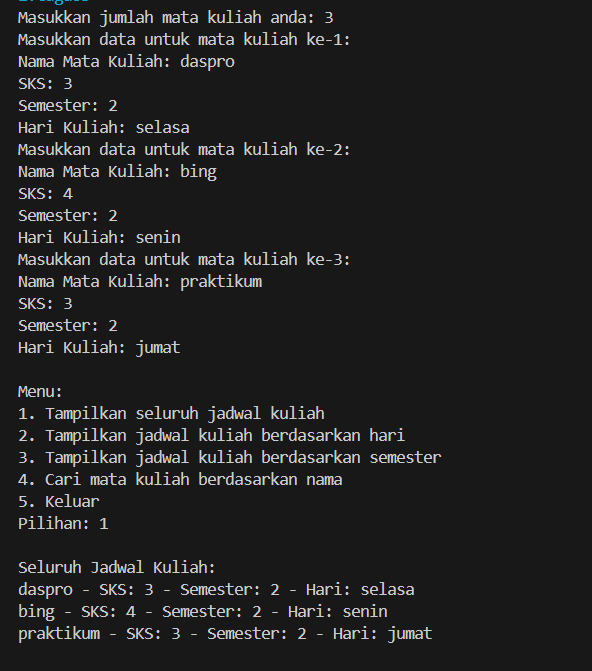 Masukkan jumlah mata kuliah anda: 3
Masukkan data untuk mata kuliah ke-1:
Nama Mata Kuliah: daspro
SKS: 3
Semester: 2
Hari Kuliah: selasa
Masukkan data untuk mata kuliah ke-2:
Nama Mata Kuliah: bing
SKS: 4
Semester: 2
Hari Kuliah: senin
Masukkan data untuk mata kuliah ke-3:
Nama Mata Kuliah: praktikum
SKS: 3
Semester: 2
Hari Kuliah: jumat

Menu:
1. Tampilkan seluruh jadwal kuliah
2. Tampilkan jadwal kuliah berdasarkan hari
3. Tampilkan jadwal kuliah berdasarkan semester
4. Cari mata kuliah berdasarkan nama
5. Keluar
Pilihan: 1

Seluruh Jadwal Kuliah:
daspro - SKS: 3 - Semester: 2 - Hari: selasa
bing - SKS: 4 - Semester: 2 - Hari: senin
praktikum - SKS: 3 - Semester: 2 - Hari: jumat